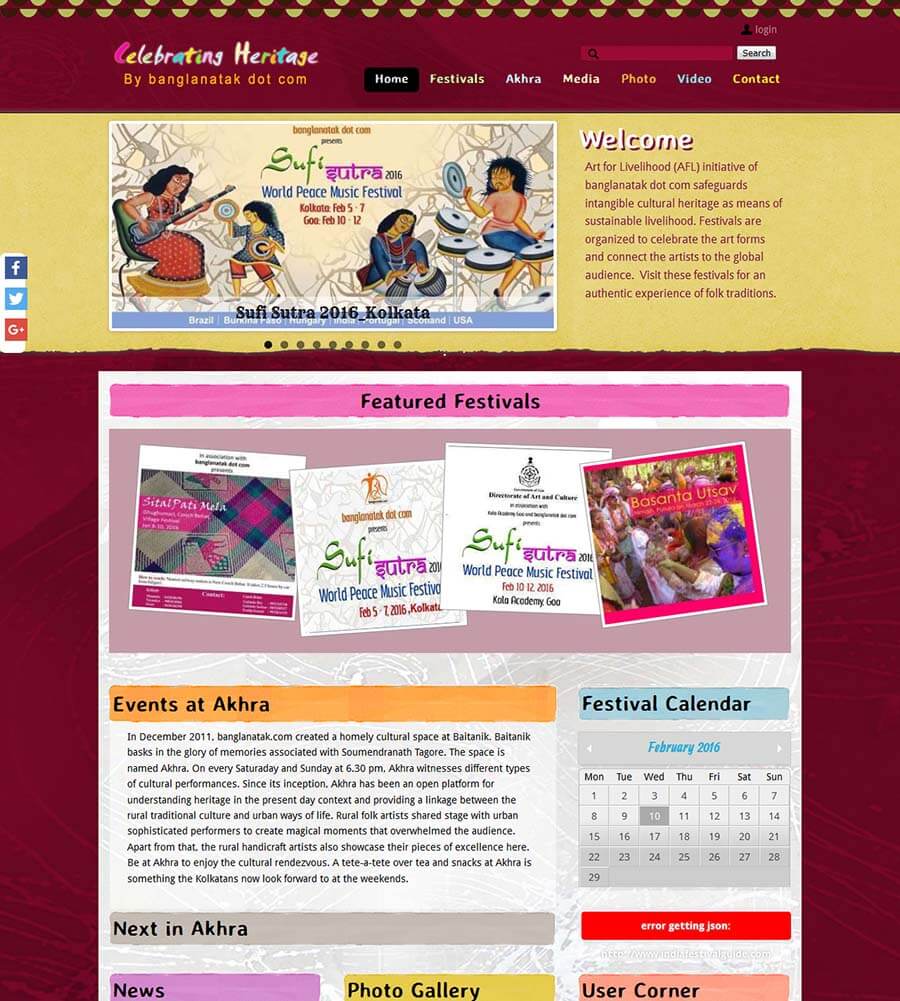 login
Search
Celebrating Heritage
By banglanatak dot com
Home Festivals Akhra Media Photo Video Contact
banglanatak dot com
presents
Sufi sutra 2016
World Peace Music Festival
Kolkata: Feb 5 - 7
Goa: Feb 10 - 12
Sufi Sutra 2016_Kolkata
Brazil | Burkina Faso | Hungary | India | Portugal | Scotland | USA
Welcome
Art for Livelihood (AFL) initiative of
banglanatak dot com safeguards
intangible cultural heritage as means of
sustainable livelihood. Festivals are
organized to celebrate the art forms
and connect the artists to the global
audience. Visit these festivals for an
authentic experience of folk traditions.
Featured Festivals
In association with
banglanatak dot com
presents
SitalPati Mela
Ghughumari, Cooch Behar
Village Festival
Jan 8-10, 2016
Contact:
banglanatak dot com
presents
Sufi sutra 2016
World Peace Music Festival
Feb 5 - 7, 2016, Kolkata
Directorate of Art and Culture
in association with
Kala Academy Goa and banglanatak dot com
presents
Sufi sutra 2016
World Peace Music Festival
Feb 10 12, 2016
Kala Academy, Goa
Basanta Utsav
Events at Akhra
In December 2011, banglanatak.com created a homely cultural space at Baitanik. Baitanik
basks in the glory of memories associated with Soumendranath Tagore. The space is
named Akhra. On every Saturaday and Sunday at 6.30 pm, Akhra witnesses different types
of cultural performances. Since its inception, Akhra has been an open platform for
understanding heritage in the present day context and providing a linkage between the
rural traditional culture and urban ways of life. Rural folk artists shared stage with urban
sophisticated performers to create magical moments that overwhelmed the audience.
Apart from that, the rural handicraft artists also showcase their pieces of excellence here.
Be at Akhra to enjoy the cultural rendezvous. A tete-a-tete over tea and snacks at Akhra is
something the Kolkatans now look forward to at the weekends.
Festival Calendar
February 2016
Mon Tue Wed Thu Fri Sat Sun
1 2 3 4 5 6 7
8 9 10 11 12 13 14
15 16 17 18 19 20 21
22 23 24 25 26 27 28
29
error getting json:
http://www.indiafestivalguide.com
Next in Akhra
News
Photo Gallery
User Corner